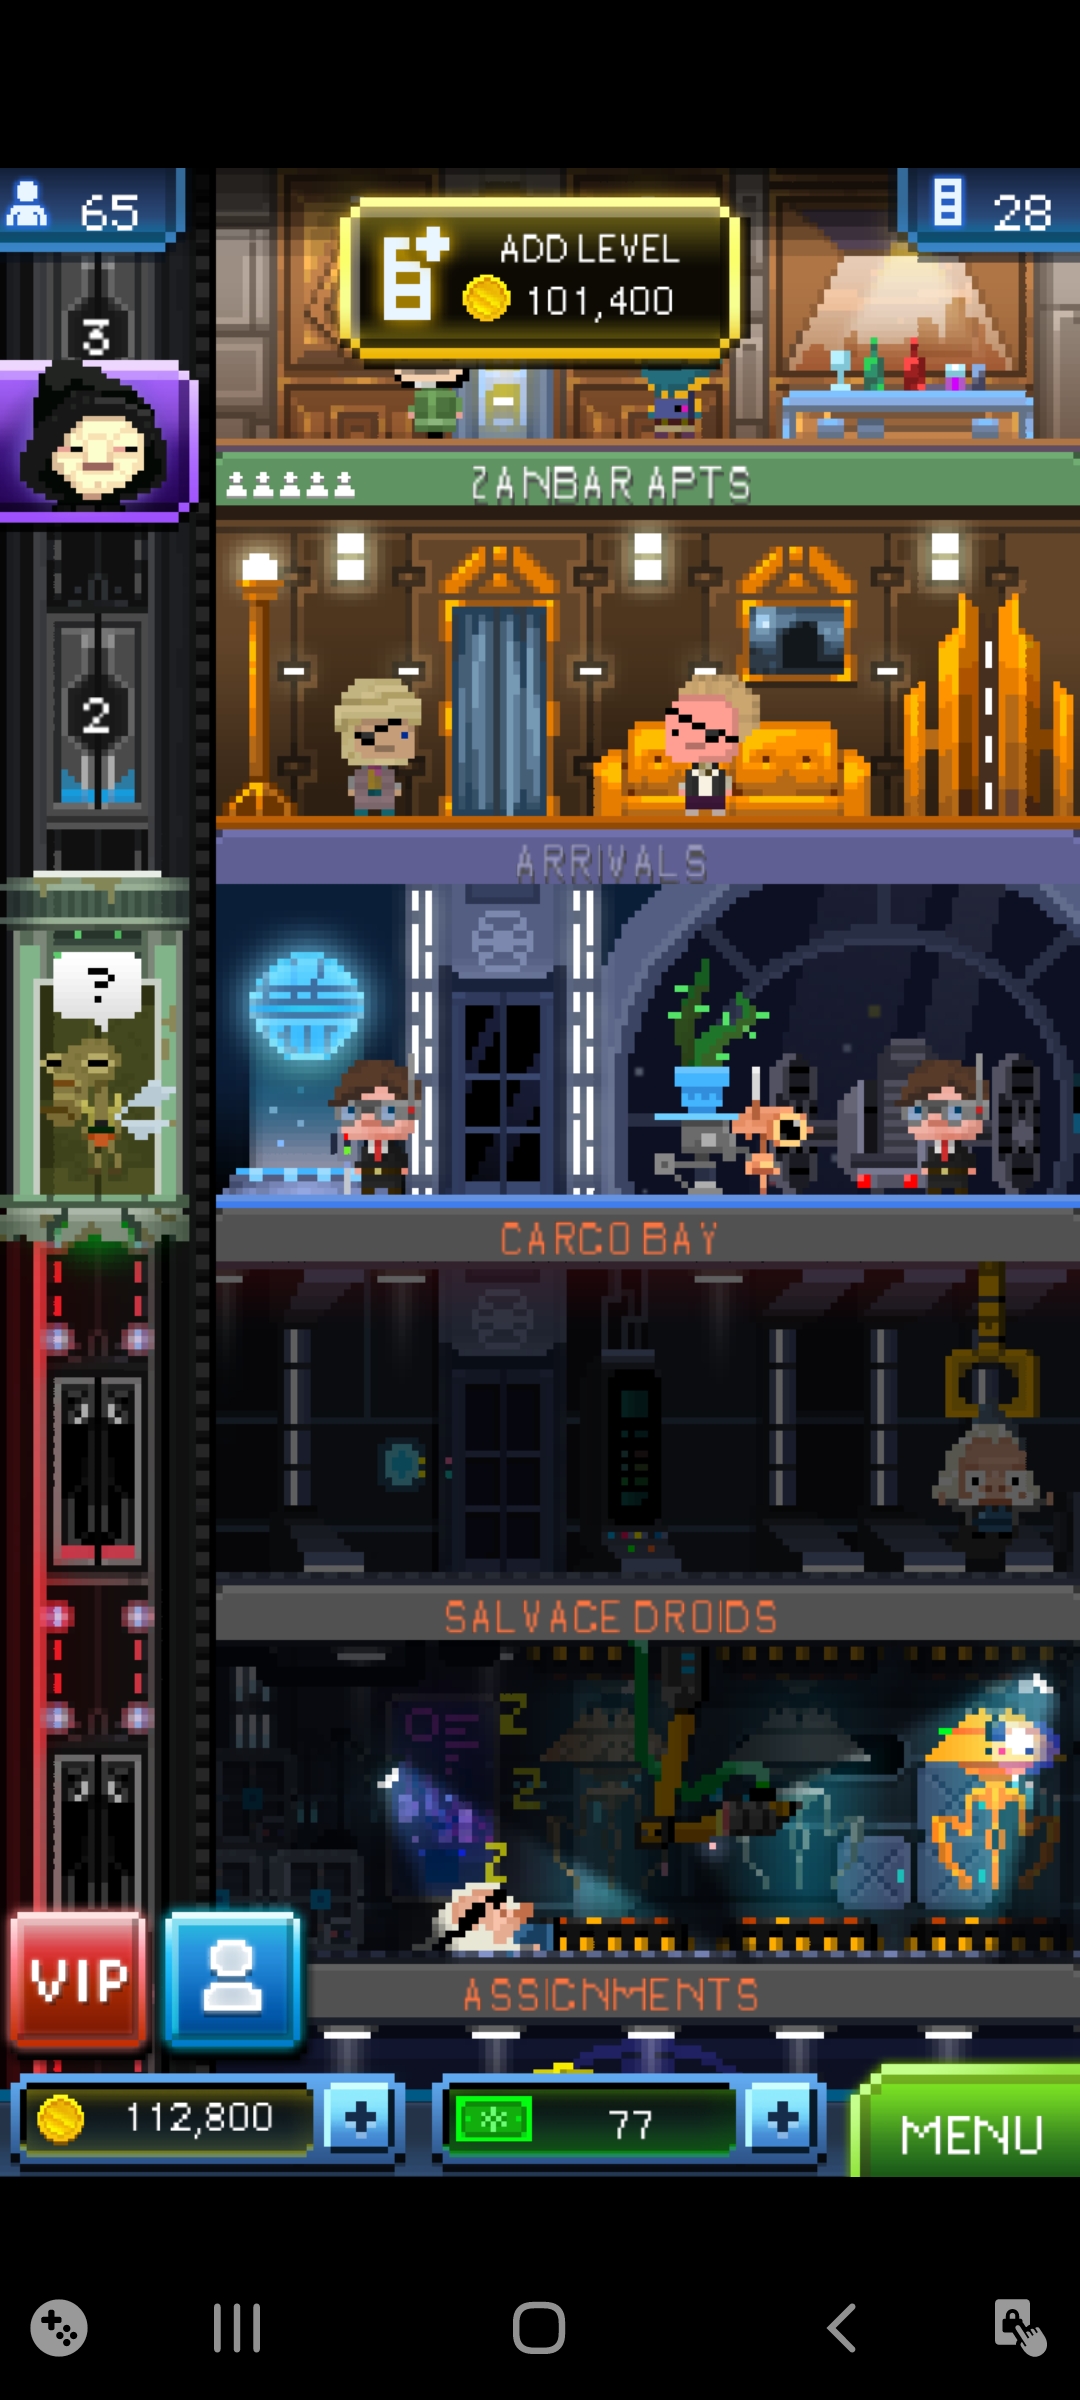 65
ADD LEVEL
101,400
28
3
ZANBAR APTS
2
ARRIVALS
?
CARGO BAY
SALVAGE DROIDS
Z
Z
Z
VIP
ASSIGNMENTS
112,800
+
77
+
MENU